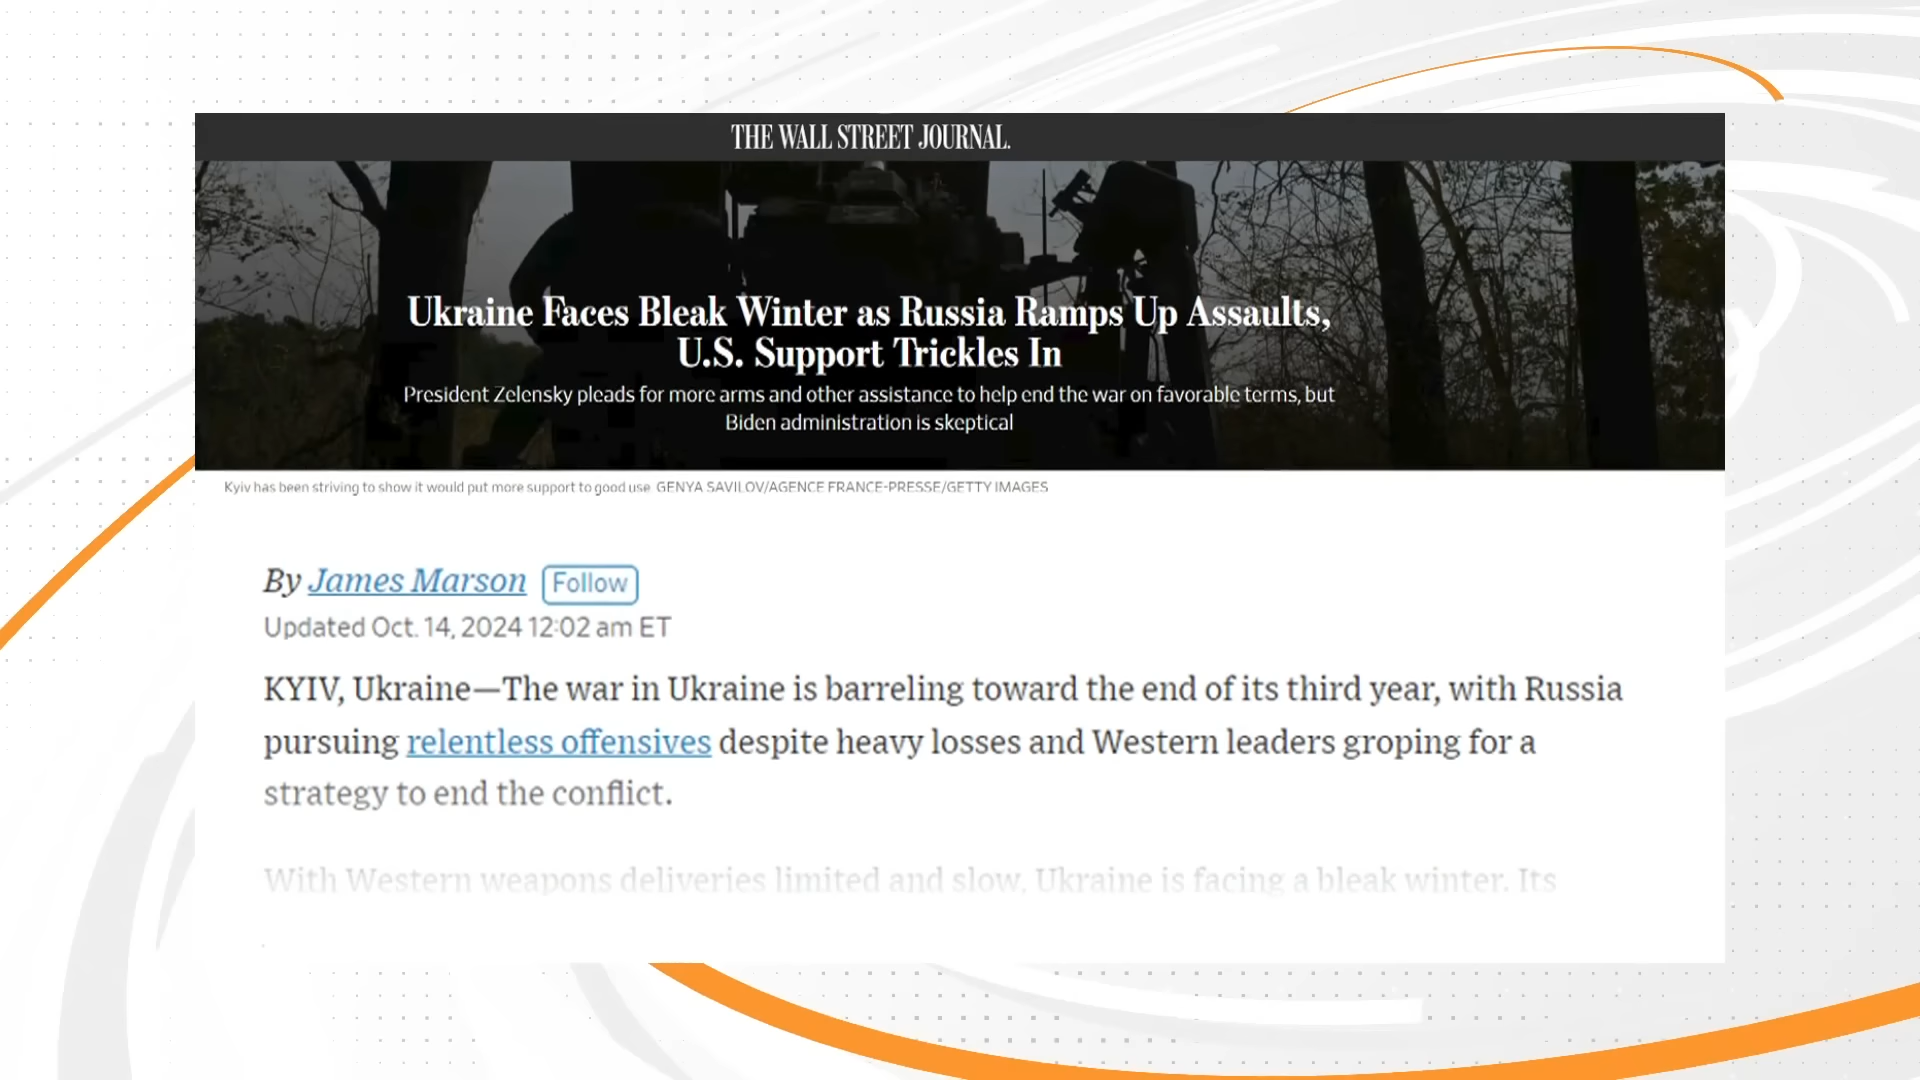 THE WALL STREET JOURNAL.
Ukraine Faces Bleak Winter as Russia Ramps Up Assaults,
U.S. Support Trickles In
President Zelensky pleads for more arms and other assistance to help end the war on favorable terms, but
Biden administration is skeptical
Kyiv has been striving to show it would put more support to good use GENYA SAVILOV/AGENCE FRANCE-PRESSE/GETTY IMAGES
By James Marson Follow
Updated Oct. 14, 2024 12:02 am ET
KYIV, Ukraine—The war in Ukraine is barreling toward the end of its third year, with Russia
pursuing relentless offensives despite heavy losses and Western leaders groping for a
strategy to end the conflict.
With Western weapons deliveries limited and slow, Ukraine is facing a bleak winter. Its